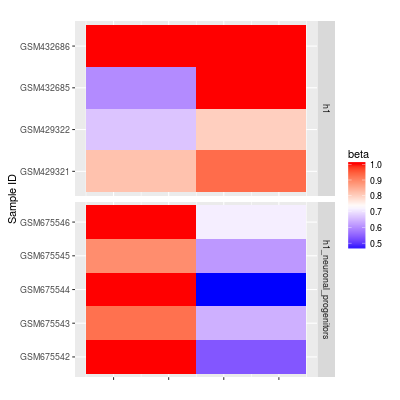 GSM432686
GSM432685
GSM429322
GSM429321
h1
GSM675546
GSM675545
GSM675544
GSM675543
GSM675542
h1_neuronal_progenitors
Sample ID
beta
1.0
0.9
0.8
0.7
0.6
0.5